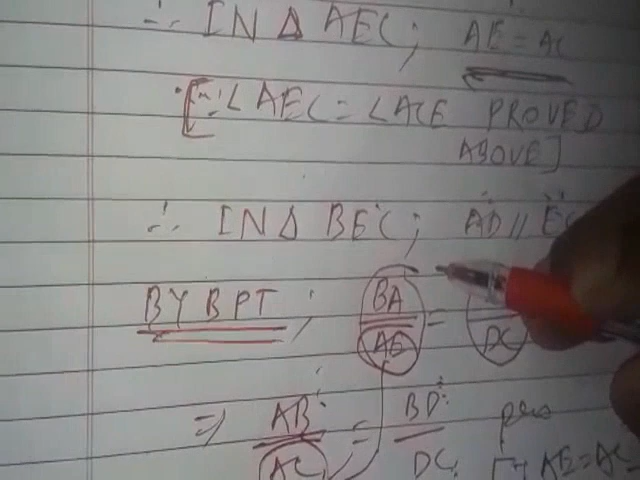 ∴ IN Δ AEC; AE = AC
[∵ ∠AEC = ∠ACE PROVED
ABOVE]
∴ IN Δ BEC; AD // EC
BY BPT; BA/AE = /DC
⇒ AB/AC = BD/DC
[∵ AE = AC